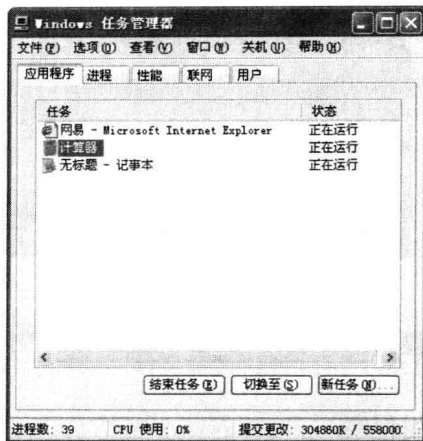 Windows 任务管理器
文件(F) 选项(O) 查看(V) 窗口(W) 关机(U) 帮助(H)
应用程序 进程 性能 联网 用户
任务 状态
网易 - Microsoft Internet Explorer 正在运行
计算器 正在运行
无标题 - 记事本 正在运行
结束任务(E) 切换至(S) 新任务(N)...
进程数: 39 CPU 使用: 0% 提交更改: 304860K / 558000